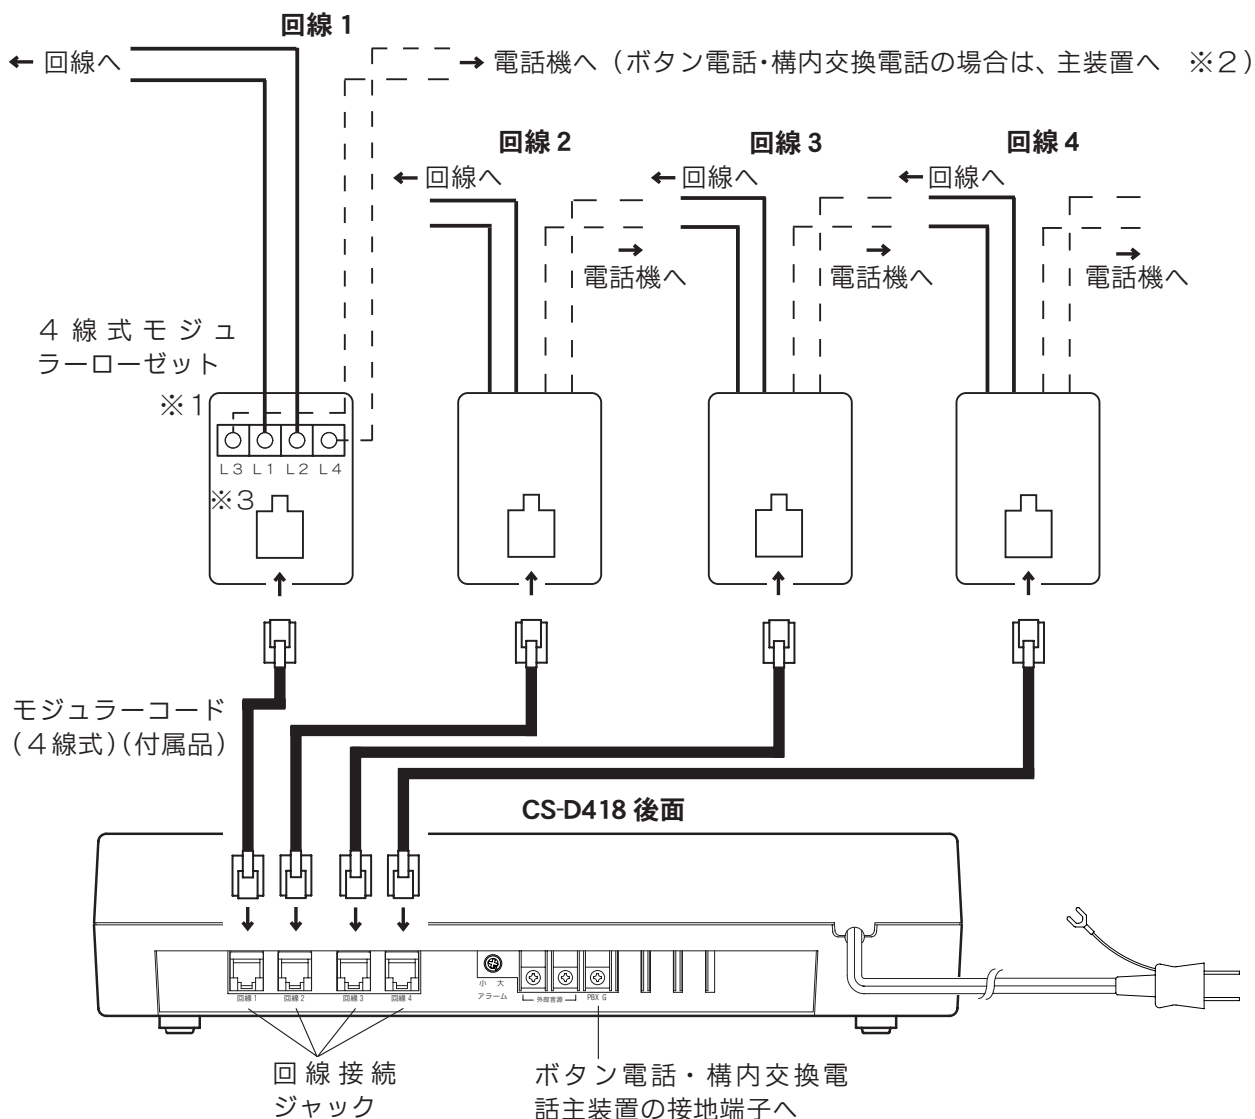 回線 1
← 回線へ
→ 電話機へ（ボタン電話・構内交換電話の場合は、主装置へ　※2）
回線 2
回線 3
回線 4
← 回線へ
← 回線へ
← 回線へ
→
電話機へ
→
電話機へ
→
電話機へ
4 線式モジュ
ラーローゼット
※1
L3 L1 L2 L4
※3
モジュラーコード
（4線式）（付属品）
CS-D418 後面
小 大
アラーム
外部音源
PBX G
回線 1
回線 2
回線 3
回線 4
回線接続
ジャック
ボタン電話・構内交換電
話主装置の接地端子へ